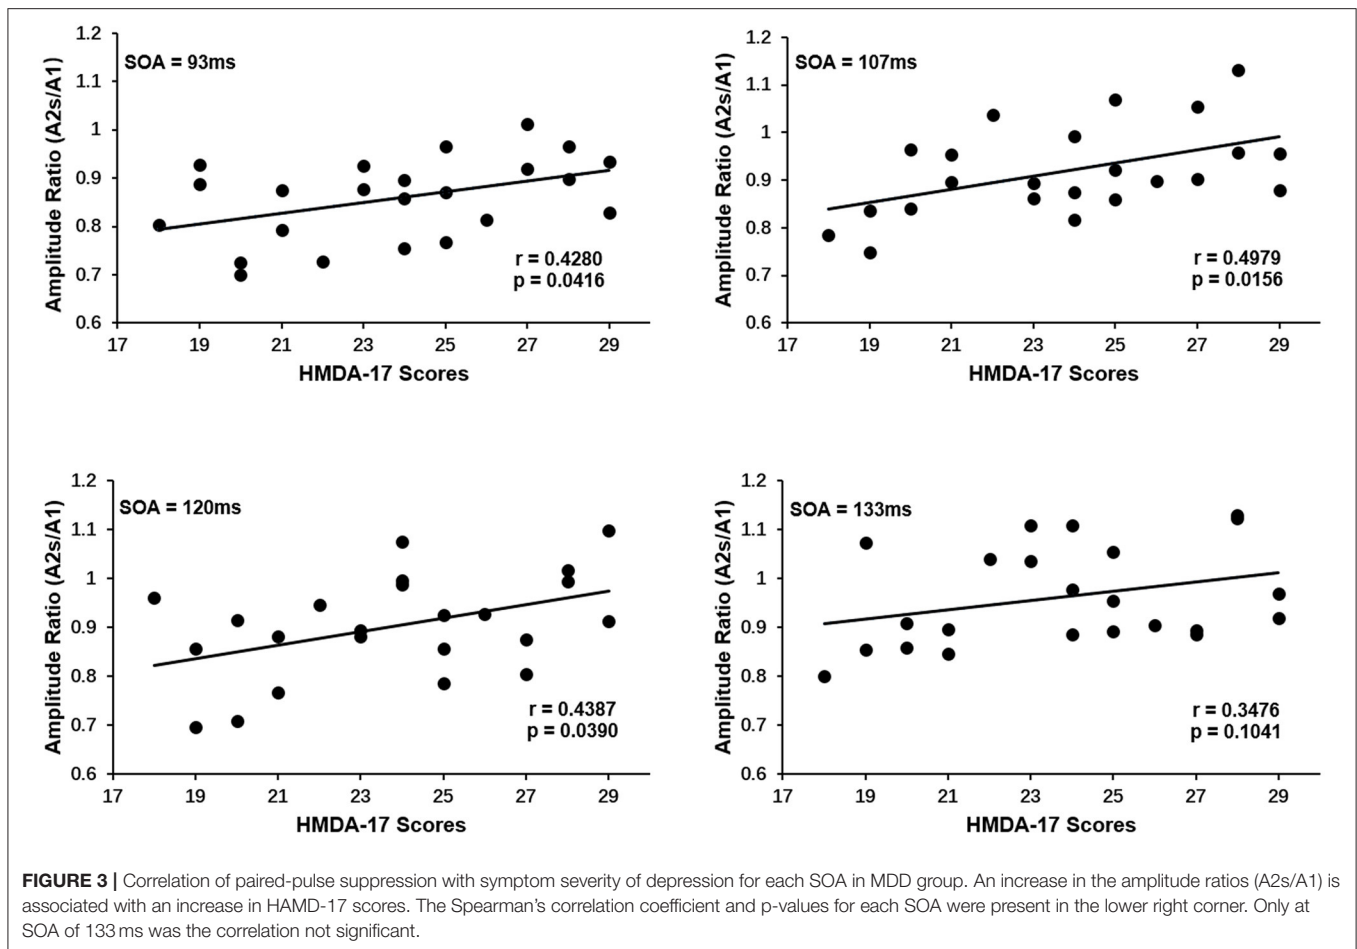 SOA = 93ms
Amplitude Ratio (A2s/A1)
1.2
1.1
1
0.9
0.8
0.7
0.6
r = 0.4280
p = 0.0416
17 19 21 23 25 27 29
HMDA-17 Scores
SOA = 107ms
Amplitude Ratio (A2s/A1)
1.2
1.1
1
0.9
0.8
0.7
0.6
r = 0.4979
p = 0.0156
17 19 21 23 25 27 29
HMDA-17 Scores
SOA = 120ms
Amplitude Ratio (A2s/A1)
1.2
1.1
1
0.9
0.8
0.7
0.6
r = 0.4387
p = 0.0390
17 19 21 23 25 27 29
HMDA-17 Scores
SOA = 133ms
Amplitude Ratio (A2s/A1)
1.2
1.1
1
0.9
0.8
0.7
0.6
r = 0.3476
p = 0.1041
17 19 21 23 25 27 29
HMDA-17 Scores
FIGURE 3 | Correlation of paired-pulse suppression with symptom severity of depression for each SOA in MDD group. An increase in the amplitude ratios (A2s/A1) is
associated with an increase in HAMD-17 scores. The Spearman's correlation coefficient and p-values for each SOA were present in the lower right corner. Only at
SOA of 133 ms was the correlation not significant.